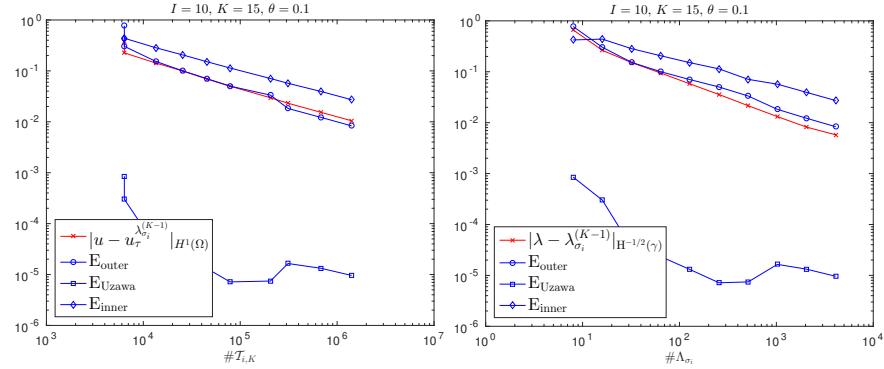 I = 10, K = 15, θ = 0.1
10^0
10^-1
10^-2
10^-3
10^-4
10^-5
10^-6
|u − u_τ^{λ_{σ_i}^{(K−1)}}|_{H^1(Ω)}
E_outer
E_Uzawa
E_inner
10^3
10^4
10^5
10^6
10^7
#𝒯_{i,K}
I = 10, K = 15, θ = 0.1
10^0
10^-1
10^-2
10^-3
10^-4
10^-5
10^-6
|λ − λ_{σ_i}^{(K−1)}|_{H^{−1/2}(γ)}
E_outer
E_Uzawa
E_inner
10^0
10^1
10^2
10^3
10^4
#Λ_{σ_i}